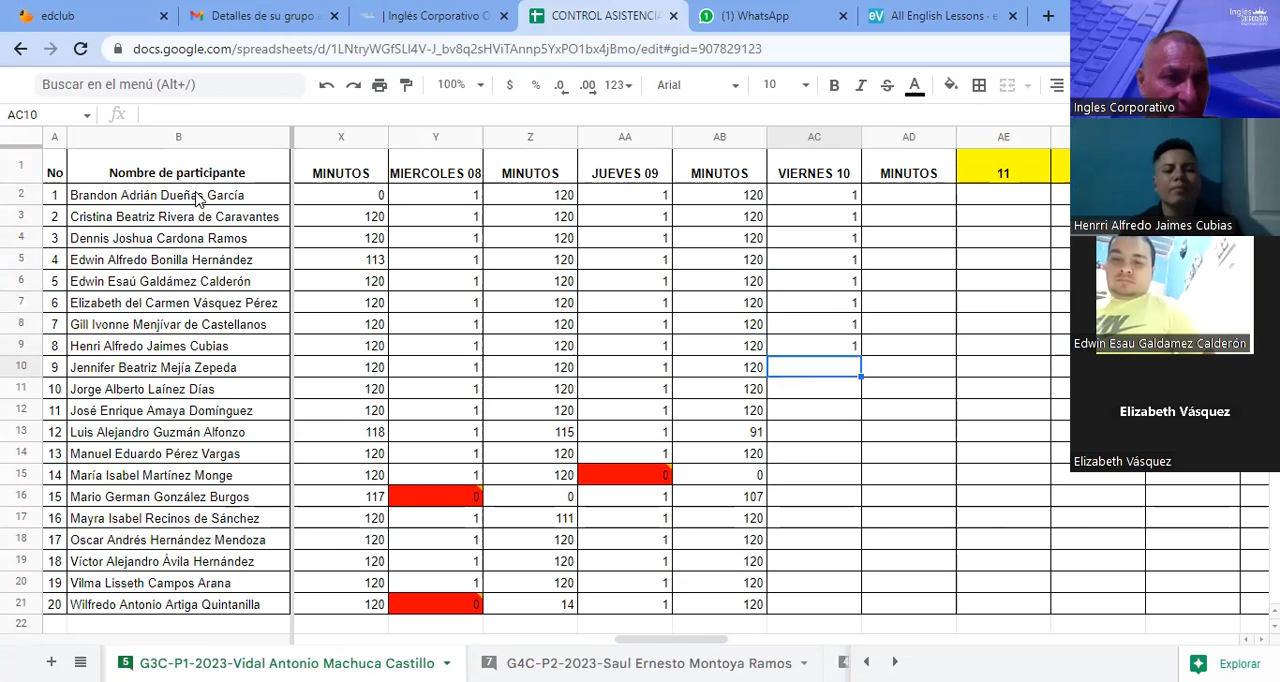 edclub
Detalles de su grupo
Inglés Corporativo C
(1) WhatsApp
All English Lessons - e
docs.google.com/spreadsheets/d/
Buscar en el menú (Alt+/)
100%
.0
.00
123
Arial
10
B I S A
AC10
fx
A B X Y Z AA AB AC AD AE
1 No Nombre de participante MINUTOS MIERCOLES 08 MINUTOS JUEVES 09 MINUTOS VIERNES 10 MINUTOS 11
2 1 Brandon Adrián Dueñas García 0 1 120 1 120 1
3 2 Cristina Beatriz Rivera de Caravantes 120 1 120 1 120 1
4 3 Dennis Joshua Cardona Ramos 120 1 120 1 120 1
5 4 Edwin Alfredo Bonilla Hernández 113 1 120 1 120 1
6 5 Edwin Esau Galdámez Calderón 120 1 120 1 120 1
7 6 Elizabeth del Carmen Vásquez Pérez 120 1 120 1 120 1
8 7 Gill Ivonne Menjívar de Castellanos 120 1 120 1 120 1
9 8 Henri Alfredo Jaimes Cubias 120 1 120 1 120 1
10 9 Jennifer Beatriz Mejía Zepeda 120 1 120 1 120
11 10 Jorge Alberto Laínez Días 120 1 120 1 120
12 11 José Enrique Amaya Domínguez 120 1 120 1 120
13 12 Luis Alejandro Guzmán Alfonzo 118 1 115 1 91
14 13 Manuel Eduardo Pérez Vargas 120 1 120 1 120
15 14 María Isabel Martínez Monge 120 1 120 0 0
16 15 Mario German González Burgos 117 0 1 107
17 16 Mayra Isabel Recinos de Sánchez 120 1 111 1 120
18 17 Oscar Andrés Hernández Mendoza 120 1 120 1 120
19 18 Víctor Alejandro Ávila Hernández 120 1 120 1 120
20 19 Vilma Lisseth Campos Arana 120 1 120 1 120
21 20 Wilfredo Antonio Artiga Quintanilla 120 0 14 1 120
22
5 G3C-P1-2023-Vidal Antonio Machuca Castillo
7 G4C-P2-2023-Saul Ernesto Montoya Ramos
Explorar
Ingles
Ingles Corporativo
Henrri Alfredo Jaimes Cubias
Edwin Esau Galdamez Calderón
Elizabeth Vásquez
Elizabeth Vásquez